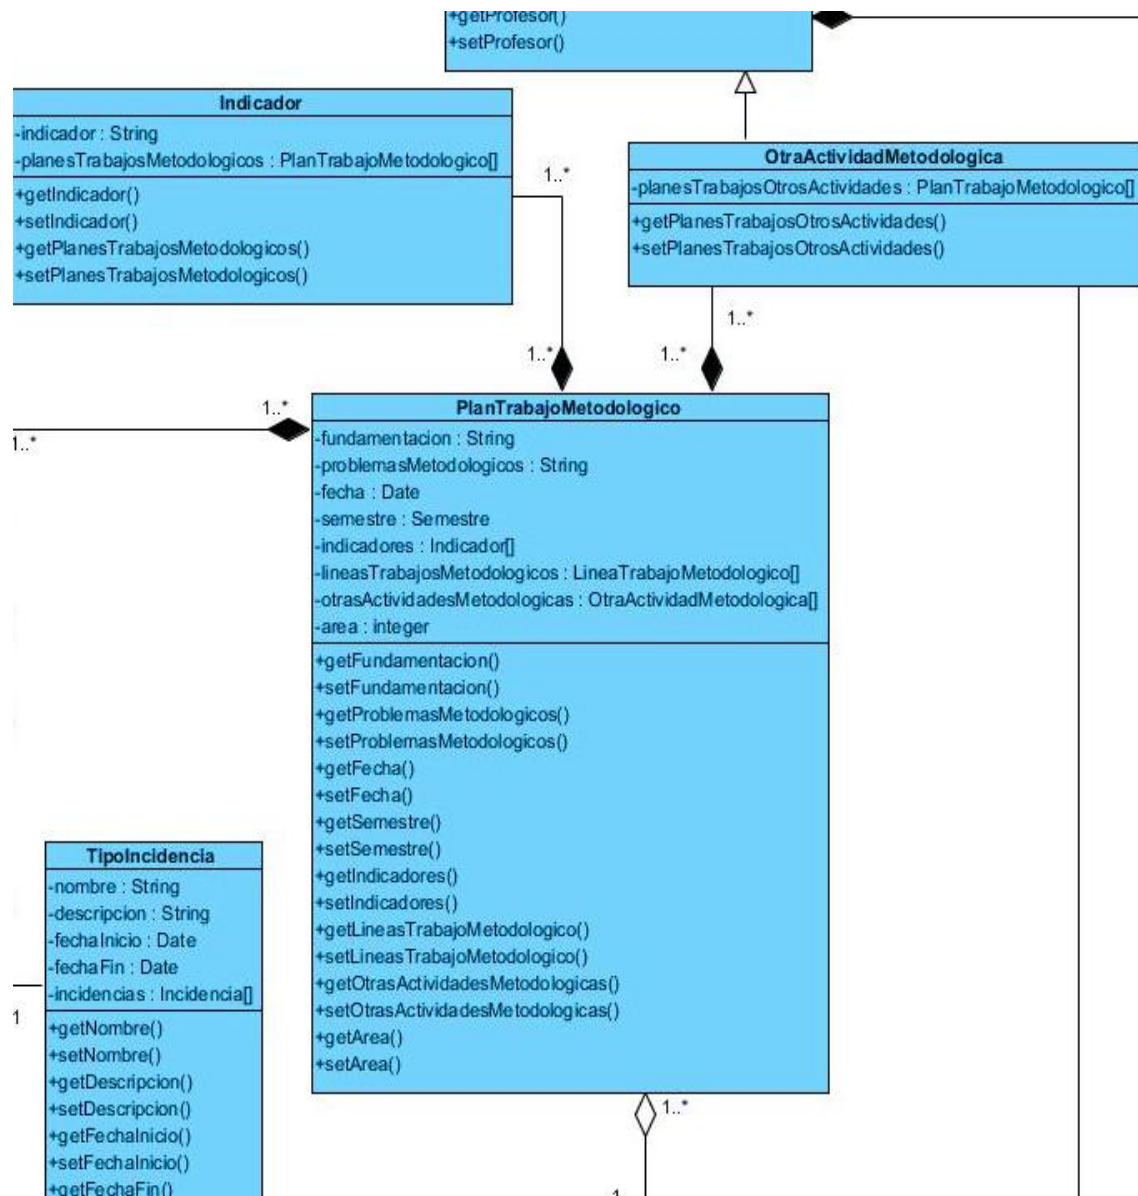 +getProfesor()
+setProfesor()
Indicador
-indicador : String
-planesTrabajosMetodologicos : PlanTrabajoMetodologico[]
+getIndicador()
+setIndicador()
+getPlanesTrabajosMetodologicos()
+setPlanesTrabajosMetodologicos()
1..*
OtraActividadMetodologica
-planesTrabajosOtrosActividades : PlanTrabajoMetodologico[]
+getPlanesTrabajosOtrosActividades()
+setPlanesTrabajosOtrosActividades()
1..*
1..*
1..*
1..*
1..*
PlanTrabajoMetodologico
-fundamentacion : String
-problemasMetodologicos : String
-fecha : Date
-semestre : Semestre
-indicadores : Indicador[]
-lineasTrabajosMetodologicos : LineaTrabajoMetodologico[]
-otrasActividadesMetodologicas : OtraActividadMetodologica[]
-area : integer
+getFundamentacion()
+setFundamentacion()
+getProblemasMetodologicos()
+setProblemasMetodologicos()
+getFecha()
+setFecha()
+getSemestre()
+setSemestre()
+getIndicadores()
+setIndicadores()
+getLineasTrabajoMetodologico()
+setLineasTrabajoMetodologico()
+getOtrasActividadesMetodologicas()
+setOtrasActividadesMetodologicas()
+getArea()
+setArea()
1..*
1
TipoIncidencia
-nombre : String
-descripcion : String
-fechaInicio : Date
-fechaFin : Date
-incidencias : Incidencia[]
+getNombre()
+setNombre()
+getDescripcion()
+setDescripcion()
+getFechaInicio()
+setFechaInicio()
+getFechaFin()
1